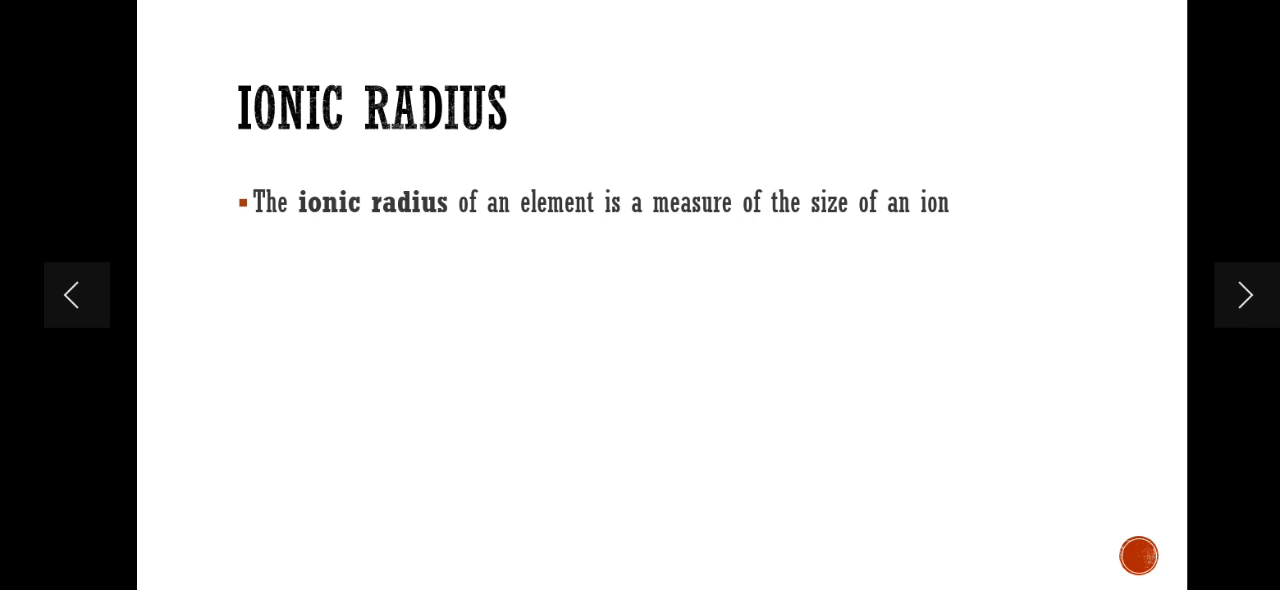 IONIC RADIUS
▪ The ionic radius of an element is a measure of the size of an ion